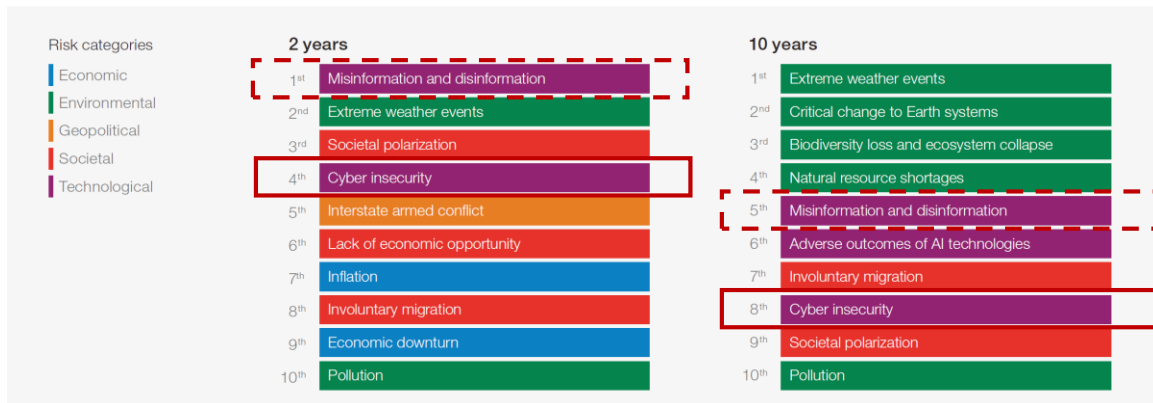 Risk categories
Economic
Environmental
Geopolitical
Societal
Technological
2 years
1st Misinformation and disinformation
2nd Extreme weather events
3rd Societal polarization
4th Cyber insecurity
5th Interstate armed conflict
6th Lack of economic opportunity
7th Inflation
8th Involuntary migration
9th Economic downturn
10th Pollution
10 years
1st Extreme weather events
2nd Critical change to Earth systems
3rd Biodiversity loss and ecosystem collapse
4th Natural resource shortages
5th Misinformation and disinformation
6th Adverse outcomes of AI technologies
7th Involuntary migration
8th Cyber insecurity
9th Societal polarization
10th Pollution